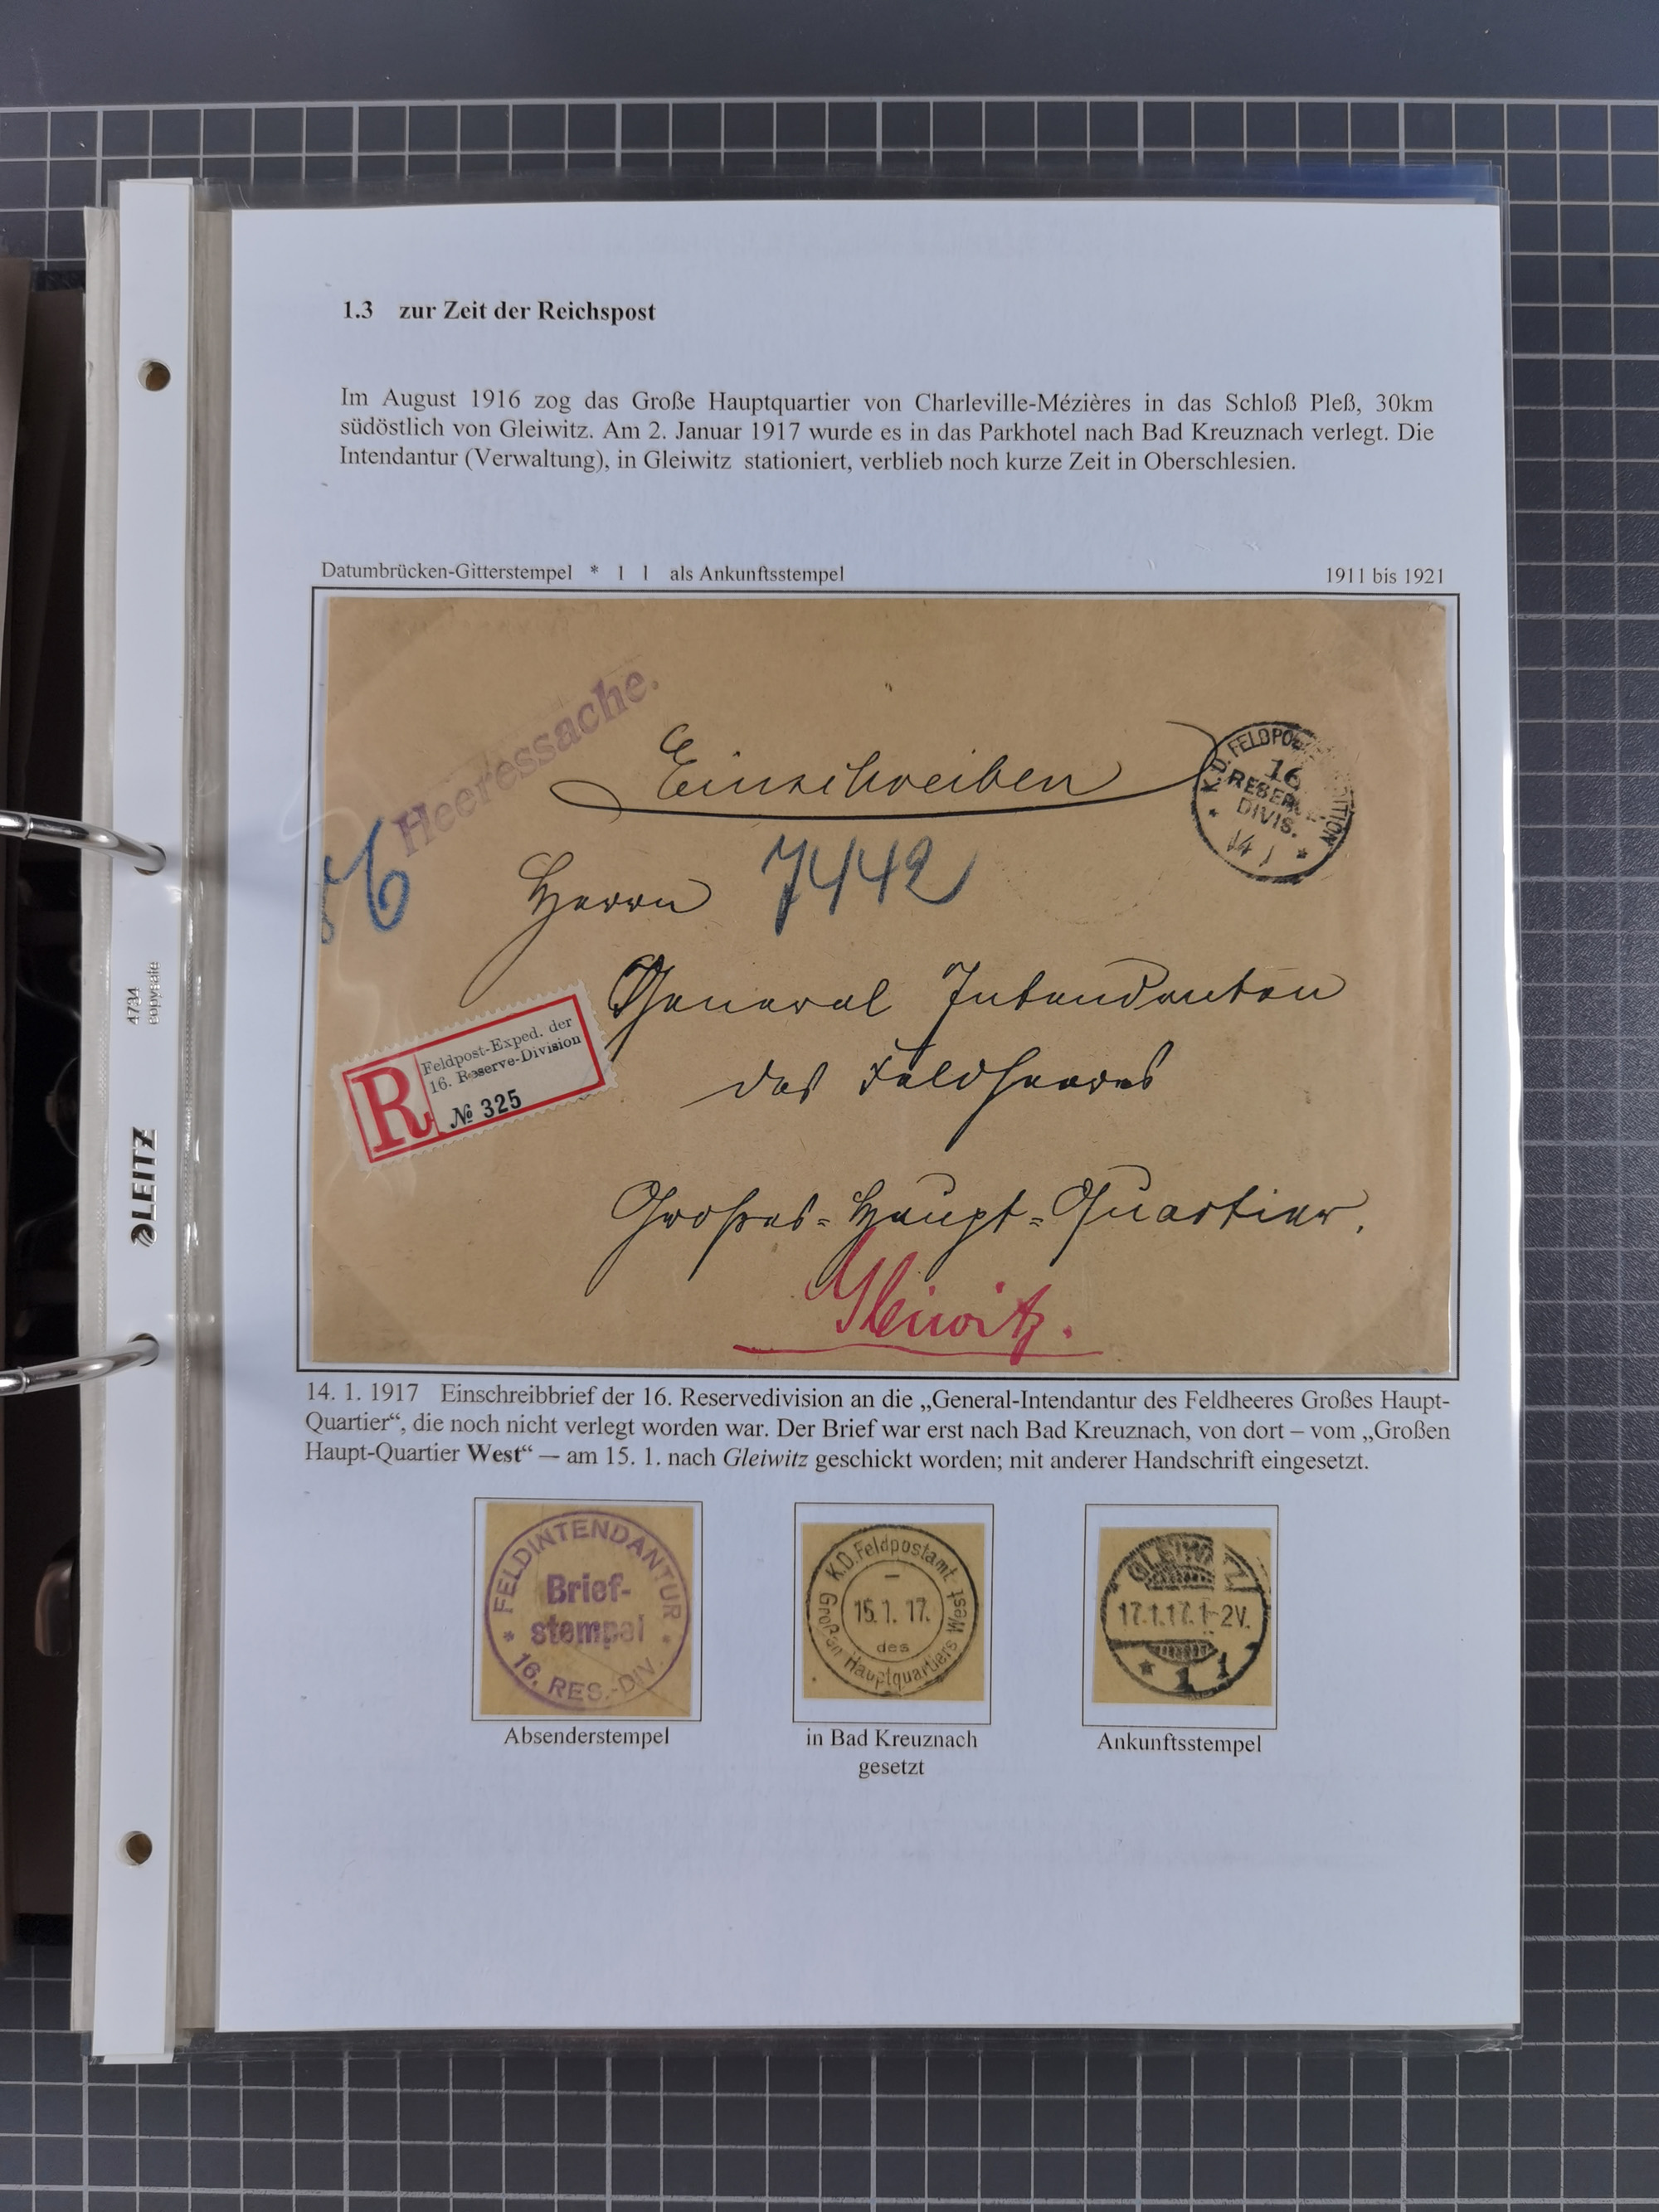 1.3 zur Zeit der Reichspost
Im August 1916 zog das Große Hauptquartier von Charleville-Mézières in das Schloß Pleß, 30km
südöstlich von Gleiwitz. Am 2. Januar 1917 wurde es in das Parkhotel nach Bad Kreuznach verlegt. Die
Intendantur (Verwaltung), in Gleiwitz stationiert, verblieb noch kurze Zeit in Oberschlesien.
Datumbrücken-Gitterstempel * 1 1 als Ankunftsstempel
1911 bis 1921
Heeressache.
Einschreiben
K.D. FELDPO
16
RESERVE-
DIVIS.
14 1
Herrn
7442
General Intendanten
des Feldheeres
Feldpost-Exped. der
16. Reserve-Division
R
№ 325
Großes-Haupt-Quartier.
Gleiwitz.
14. 1. 1917 Einschreibbrief der 16. Reservedivision an die „General-Intendantur des Feldheeres Großes Haupt-
Quartier“, die noch nicht verlegt worden war. Der Brief war erst nach Bad Kreuznach, von dort – vom „Großen
Haupt-Quartier West“ — am 15. 1. nach Gleiwitz geschickt worden; mit anderer Handschrift eingesetzt.
FELDINTENDANTUR
Brief-
stempel
* 16. RES.-DIV. *
Absenderstempel
K.D. Feldpostamt
15.1.17.
des
Großen Hauptquartiers West
in Bad Kreuznach
gesetzt
GLEIWITZ
17.1.17.1-2V.
* 1 1
Ankunftsstempel
LEITZ
4734
copysafe